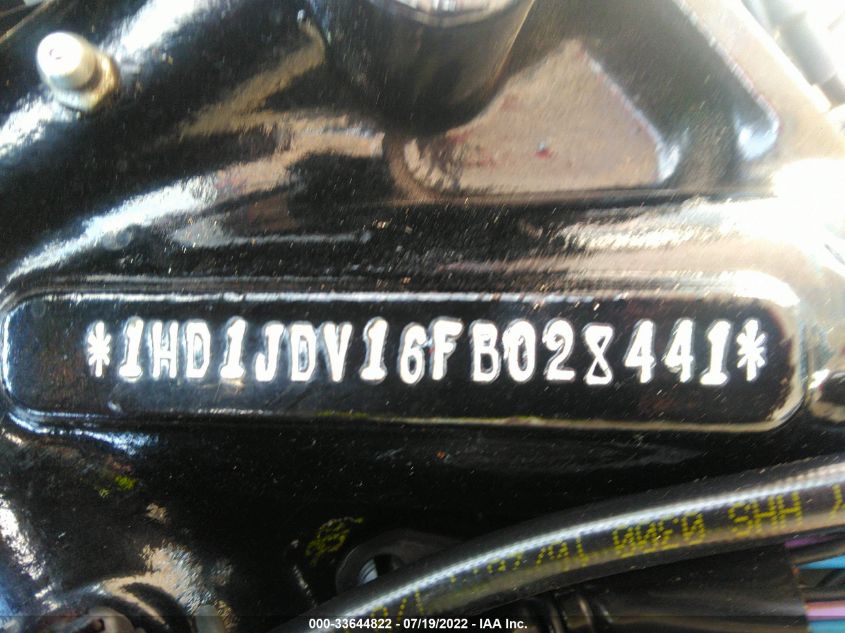 *1HD1JDV16FB028441*
000-33644822 - 07/19/2022 - IAA Inc.